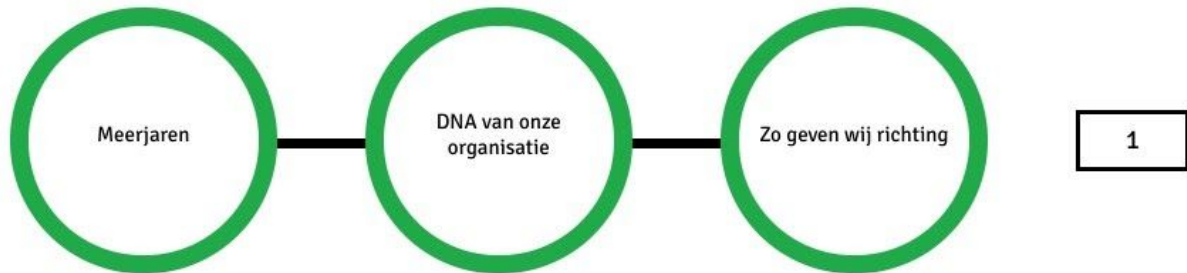 Meerjaren
DNA van onze
organisatie
Zo geven wij richting
1